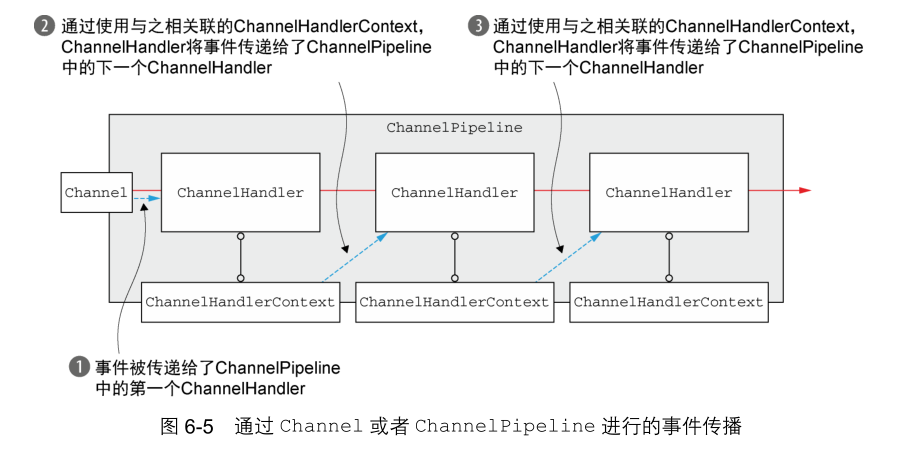 ❷ 通过使用与之相关联的ChannelHandlerContext，
ChannelHandler将事件传递给了ChannelPipeline
中的下一个ChannelHandler
❸ 通过使用与之相关联的ChannelHandlerContext，
ChannelHandler将事件传递给了ChannelPipeline
中的下一个ChannelHandler
ChannelPipeline
Channel
ChannelHandler
ChannelHandler
ChannelHandler
ChannelHandlerContext
ChannelHandlerContext
ChannelHandlerContext
❶ 事件被传递给了ChannelPipeline
中的第一个ChannelHandler
图 6-5 通过 Channel 或者 ChannelPipeline 进行的事件传播